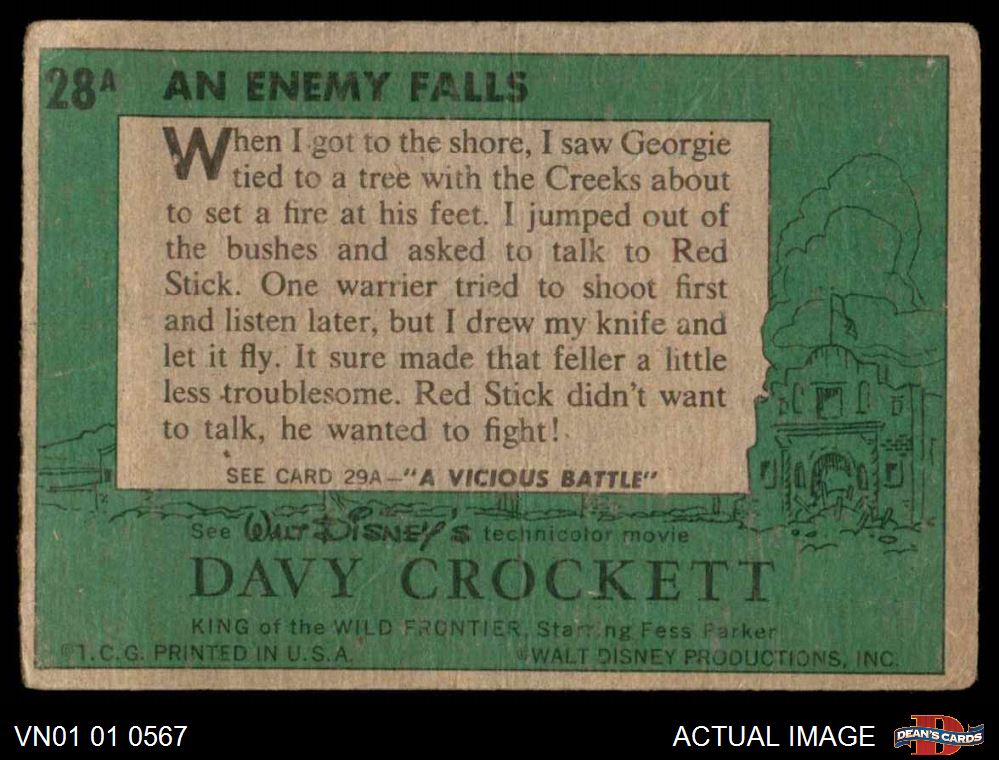 28A AN ENEMY FALLS
When I got to the shore, I saw Georgie
tied to a tree with the Creeks about
to set a fire at his feet. I jumped out of
the bushes and asked to talk to Red
Stick. One warrier tried to shoot first
and listen later, but I drew my knife and
let it fly. It sure made that feller a little
less troublesome. Red Stick didn't want
to talk, he wanted to fight!
SEE CARD 29A—"A VICIOUS BATTLE"
See WALT DISNEY'S technicolor movie
DAVY CROCKETT
KING of the WILD FRONTIER, Starring Fess Parker
©T.C.G. PRINTED IN U.S.A. ©WALT DISNEY PRODUCTIONS, INC.
VN01 01 0567 ACTUAL IMAGE DEAN'S CARDS